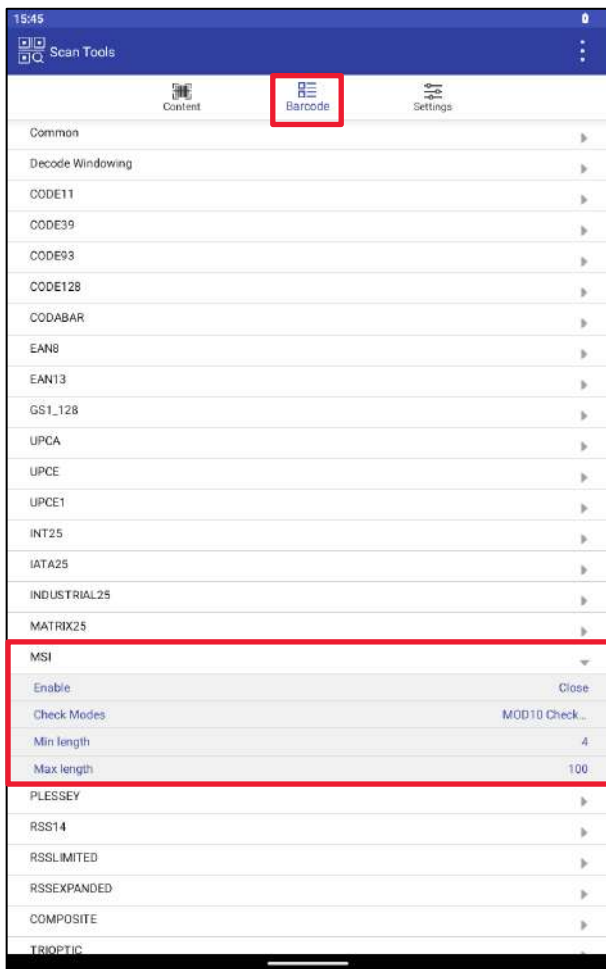 15:45
Scan Tools
Content Barcode Settings
Common
Decode Windowing
CODE11
CODE39
CODE93
CODE128
CODABAR
EAN8
EAN13
GS1_128
UPCA
UPCE
UPCE1
INT25
IATA25
INDUSTRIAL25
MATRIX25
MSI
Enable Close
Check Modes MOD10 Check...
Min length 4
Max length 100
PLESSEY
RSS14
RSSLIMITED
RSSEXPANDED
COMPOSITE
TRIOPTIC